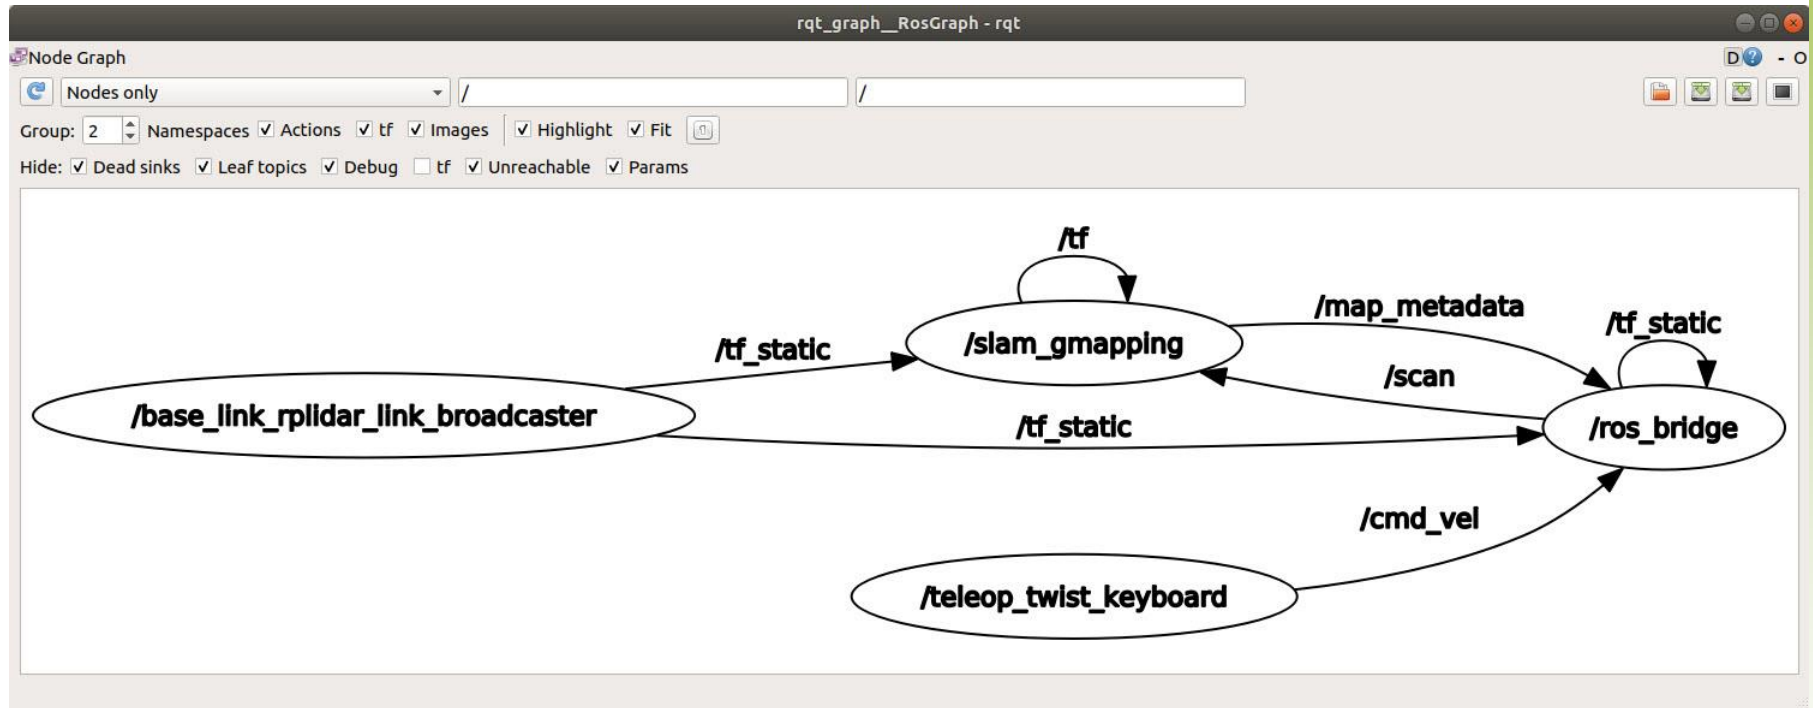 rqt_graph__RosGraph - rqt
Node Graph
D
- O
Nodes only
/
/
Group: 2 Namespaces Actions tf Images Highlight Fit
Hide: Dead sinks Leaf topics Debug tf Unreachable Params
/tf
/map_metadata
/tf_static
/slam_gmapping
/tf_static
/scan
/base_link_rplidar_link_broadcaster
/tf_static
/ros_bridge
/cmd_vel
/teleop_twist_keyboard